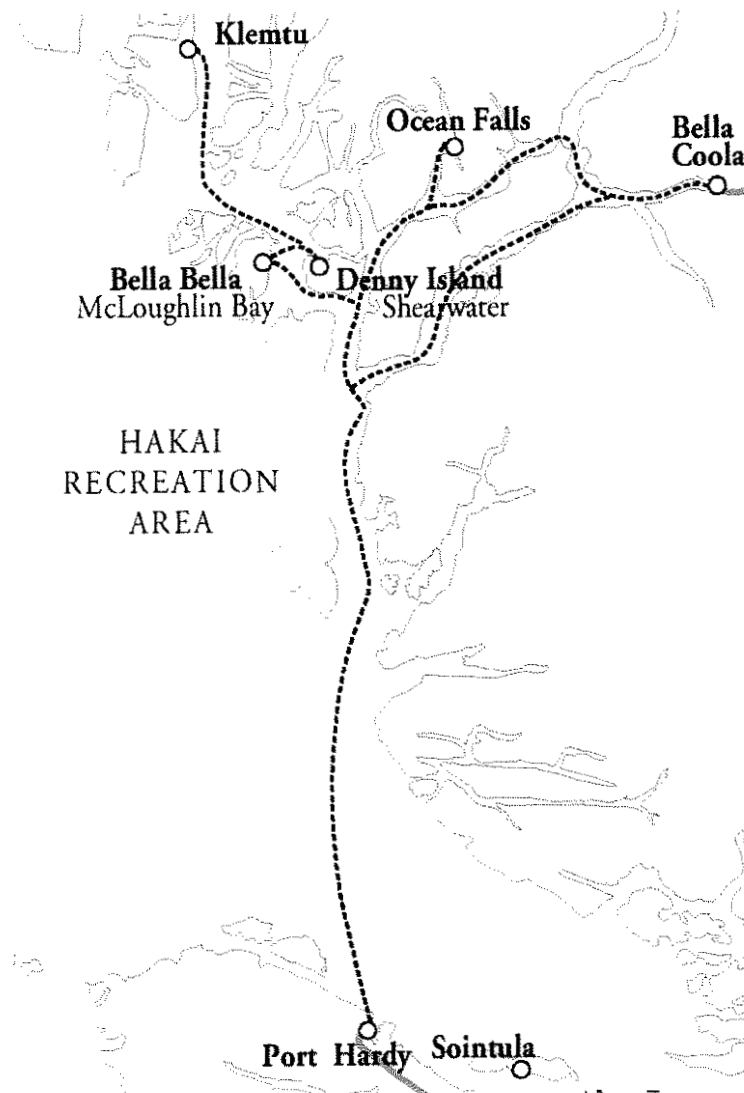 Klemtu
Ocean Falls
Bella
Coola
Bella Bella
McLoughlin Bay
Denny Island
Shearwater
HAKAI
RECREATION
AREA
Port Hardy
Sointula